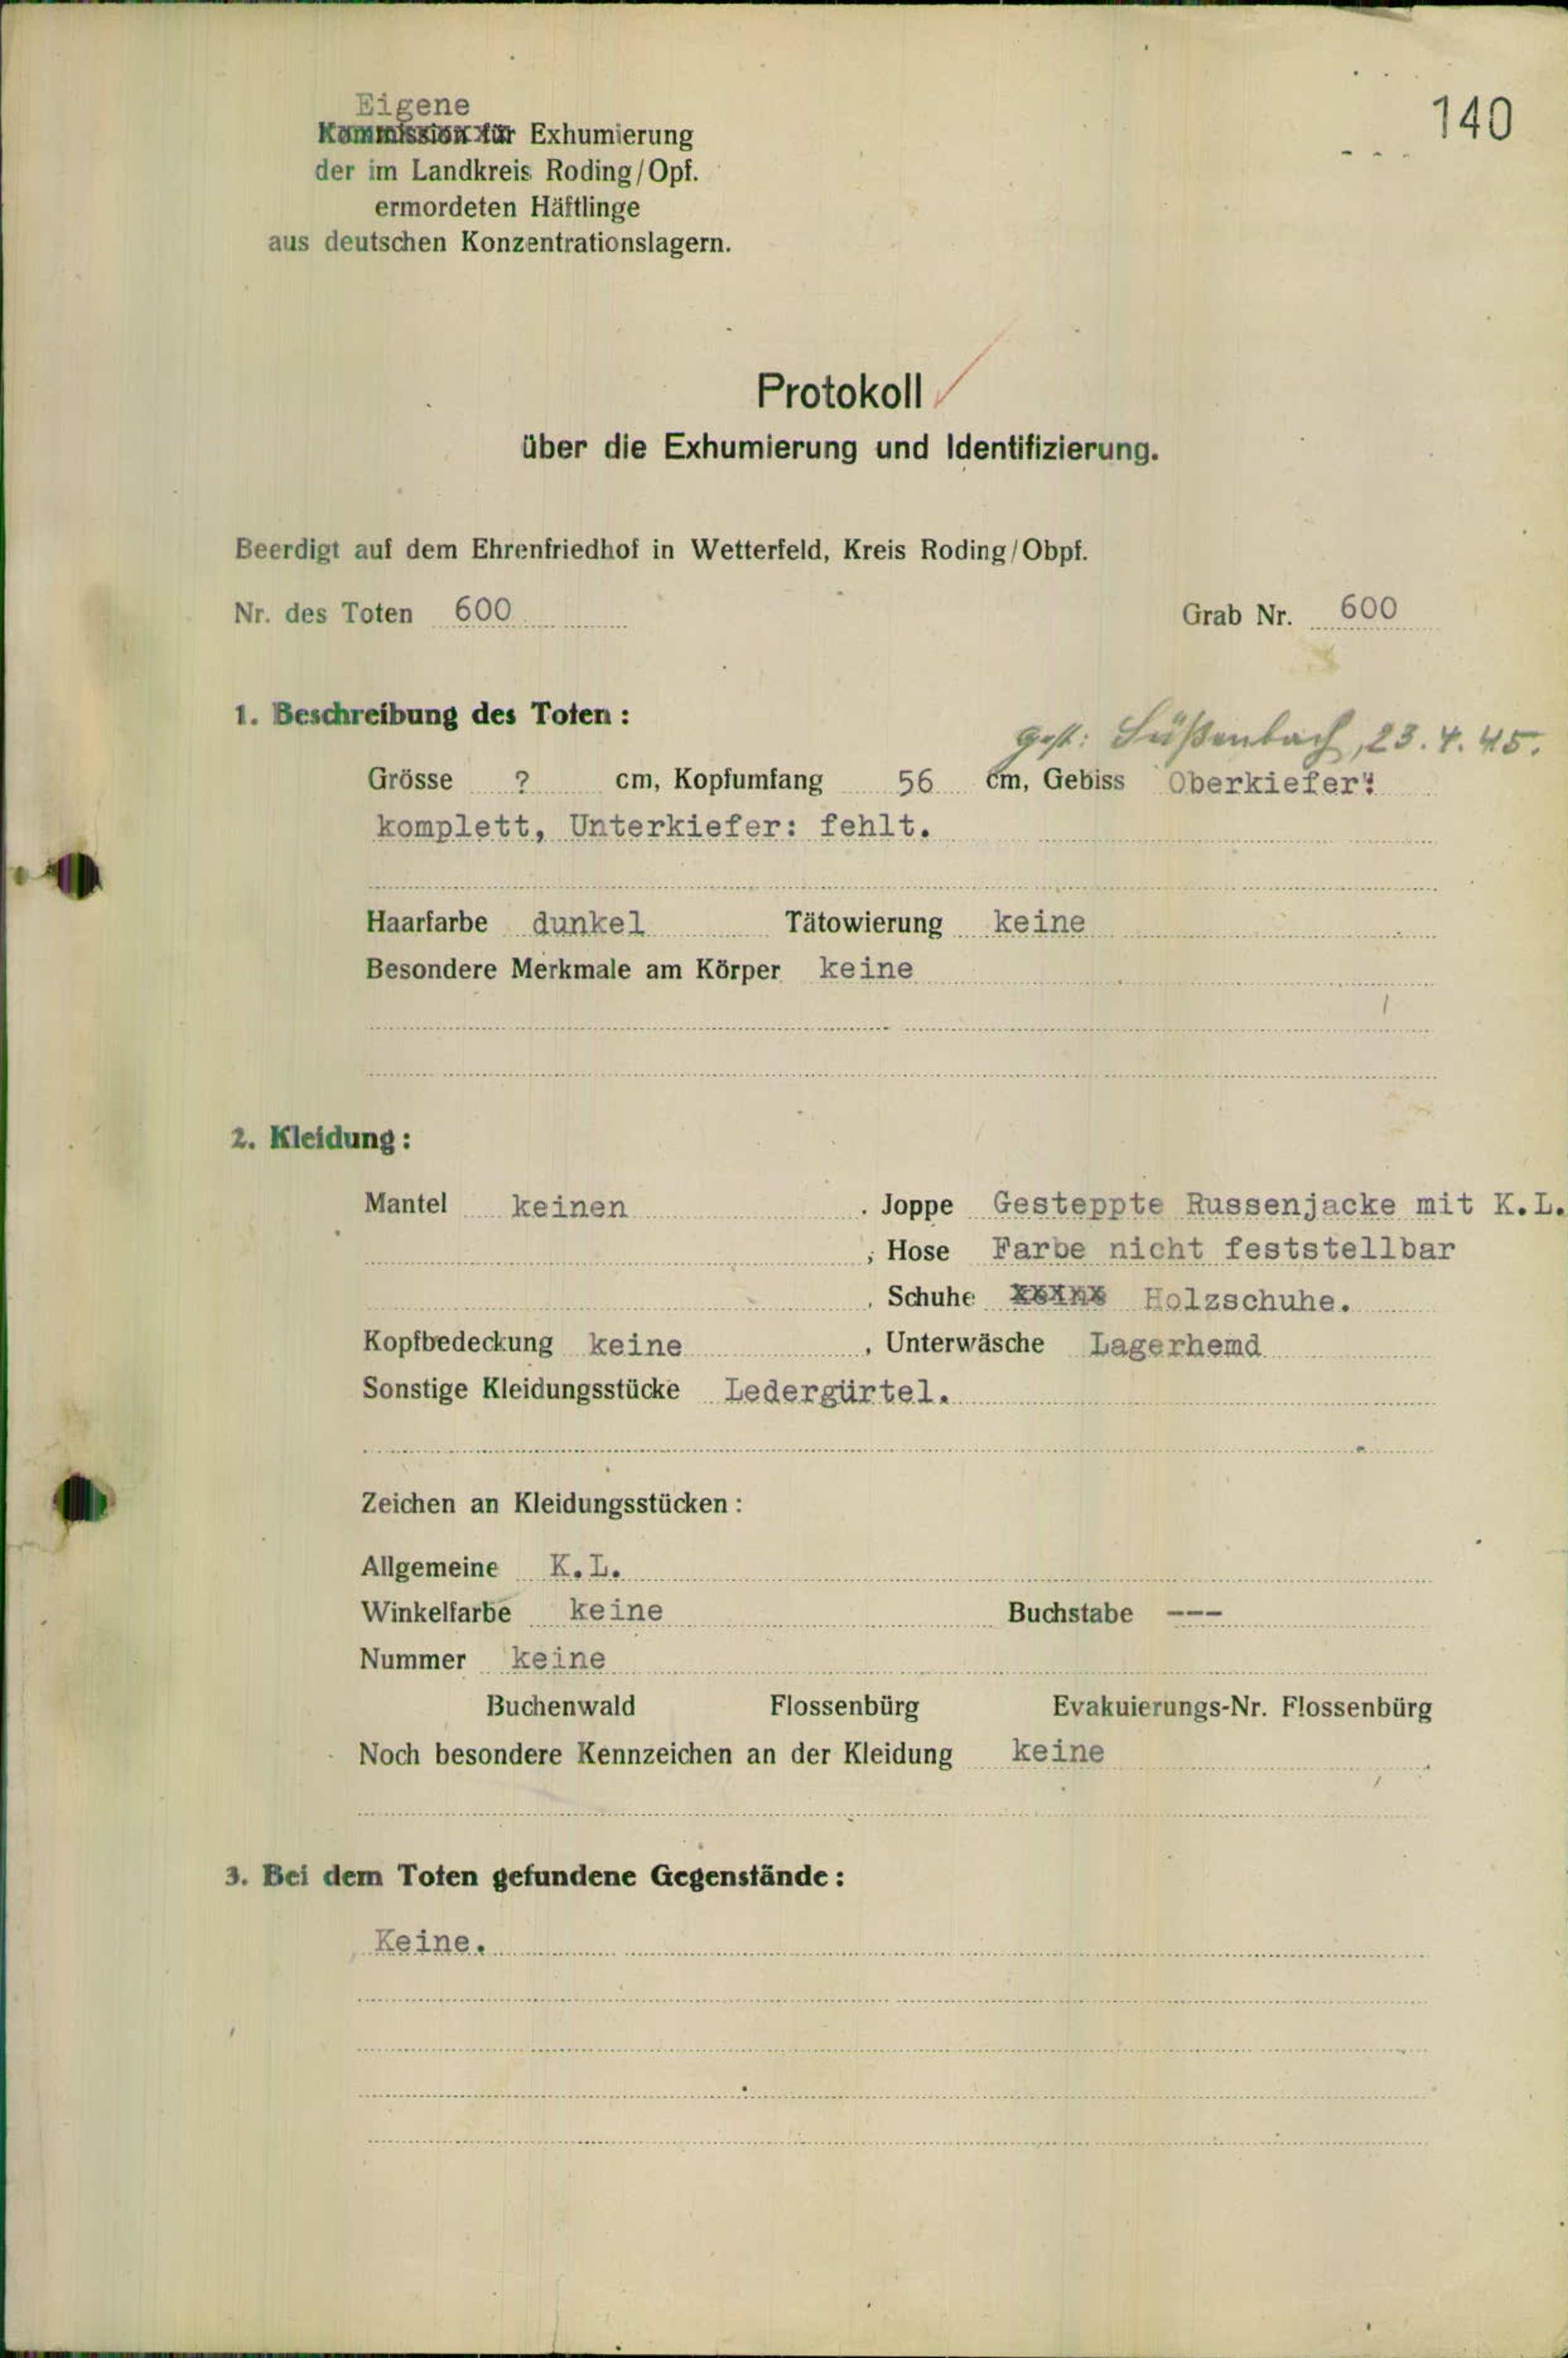 140
Eigene
Kommission für Exhumierung
der im Landkreis Roding/Opf.
ermordeten Häftlinge
aus deutschen Konzentrationslagern.
Protokoll
über die Exhumierung und Identifizierung.
Beerdigt auf dem Ehrenfriedhof in Wetterfeld, Kreis Roding/Obpf.
Nr. des Toten 600 Grab Nr. 600
1. Beschreibung des Toten:
gest: Süßenbach, 23.4.45.
Grösse ? cm, Kopfumfang 56 cm, Gebiss Oberkiefer:
komplett, Unterkiefer: fehlt.
Haarfarbe dunkel Tätowierung keine
Besondere Merkmale am Körper keine
2. Kleidung:
Mantel keinen, Joppe Gesteppte Russenjacke mit K.L.
, Hose Farbe nicht feststellbar
, Schuhe Holzschuhe.
Kopfbedeckung keine, Unterwäsche Lagerhemd
Sonstige Kleidungsstücke Ledergürtel.
Zeichen an Kleidungsstücken:
Allgemeine K.L.
Winkelfarbe keine Buchstabe ---
Nummer keine
Buchenwald Flossenbürg Evakuierungs-Nr. Flossenbürg
Noch besondere Kennzeichen an der Kleidung keine
3. Bei dem Toten gefundene Gegenstände:
Keine.